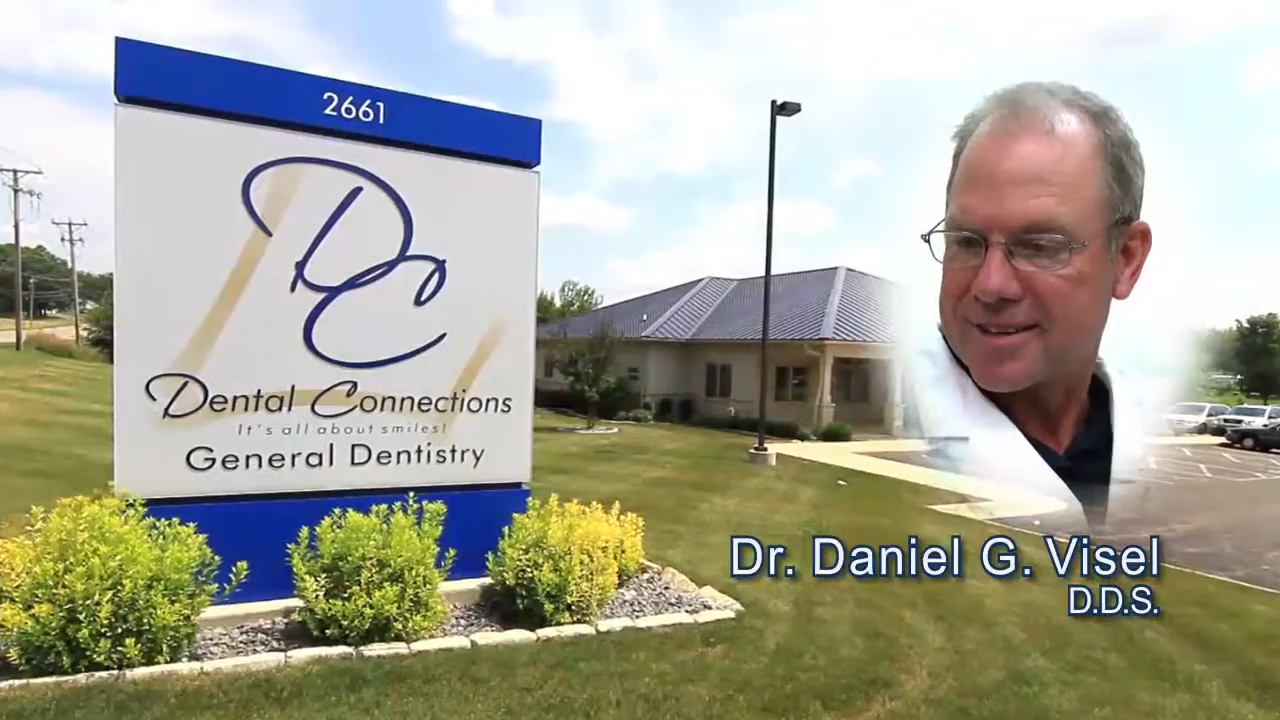 2661
DC
Dental Connections
It's all about smiles!
General Dentistry
Dr. Daniel G. Visel
D.D.S.